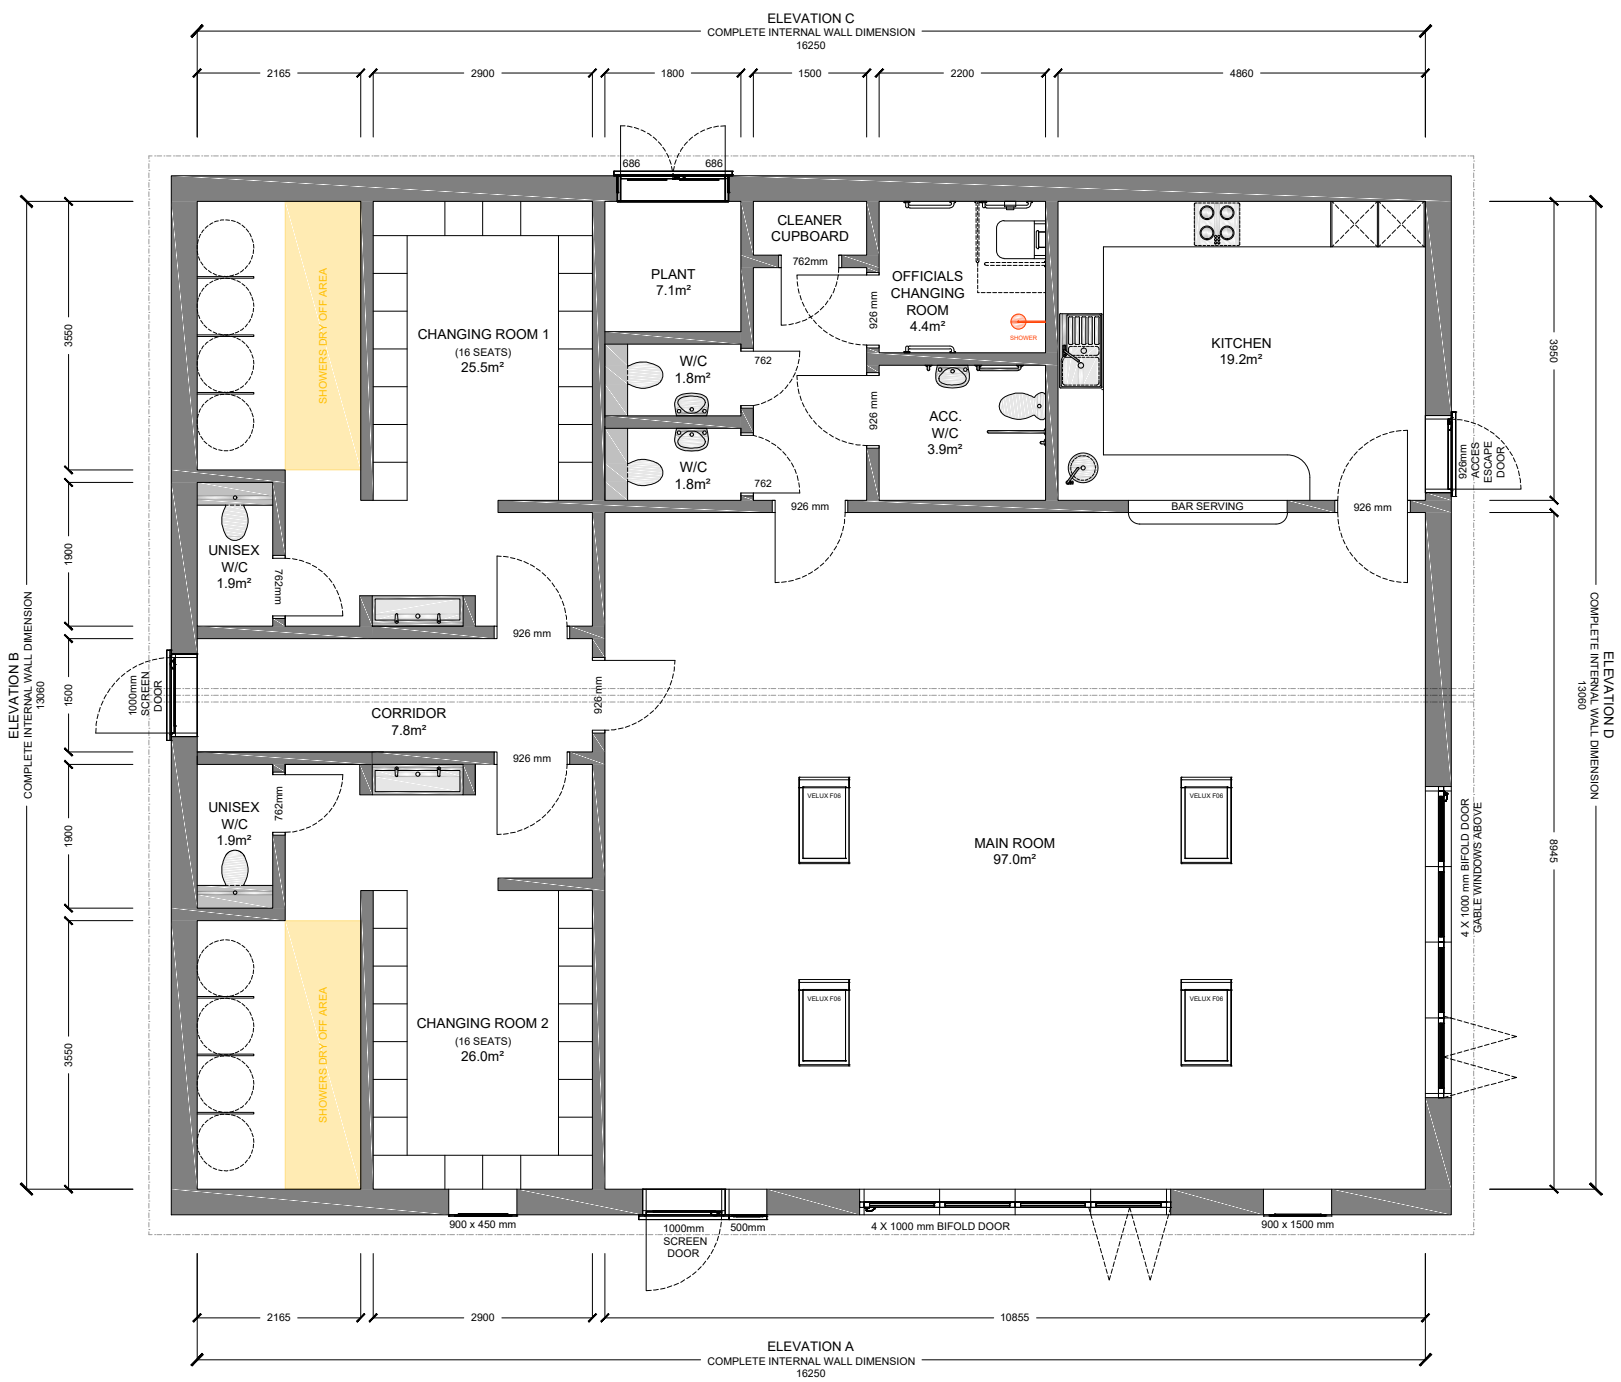 ELEVATION C
COMPLETE INTERNAL WALL DIMENSION
16250
2165
2900
1800
1500
2200
4860
686
686
CLEANER
CUPBOARD
762mm
PLANT
7.1m²
OFFICIALS
CHANGING
ROOM
4.4m²
926 mm
SHOWER
SHOWERS DRY OFF AREA
CHANGING ROOM 1
(16 SEATS)
25.5m²
KITCHEN
19.2m²
W/C
1.8m²
762
W/C
1.8m²
762
926 mm
ACC.
W/C
3.9m²
926 mm
BAR SERVING
926 mm
926mm
ACCES
ESCAPE
DOOR
3550
1900
1500
1900
3550
ELEVATION B
COMPLETE INTERNAL WALL DIMENSION
13060
3950
8945
ELEVATION D
COMPLETE INTERNAL WALL DIMENSION
13060
UNISEX
W/C
1.9m²
762mm
926 mm
1000mm
SCREEN
DOOR
CORRIDOR
7.8m²
926 mm
926 mm
UNISEX
W/C
1.9m²
762mm
VELUX F06
VELUX F06
MAIN ROOM
97.0m²
4 X 1000 mm BIFOLD DOOR
GABLE WINDOWS ABOVE
VELUX F06
VELUX F06
SHOWERS DRY OFF AREA
CHANGING ROOM 2
(16 SEATS)
26.0m²
900 x 450 mm
1000mm
SCREEN
DOOR
500mm
4 X 1000 mm BIFOLD DOOR
900 x 1500mm
2165
2900
10855
ELEVATION A
COMPLETE INTERNAL WALL DIMENSION
16250